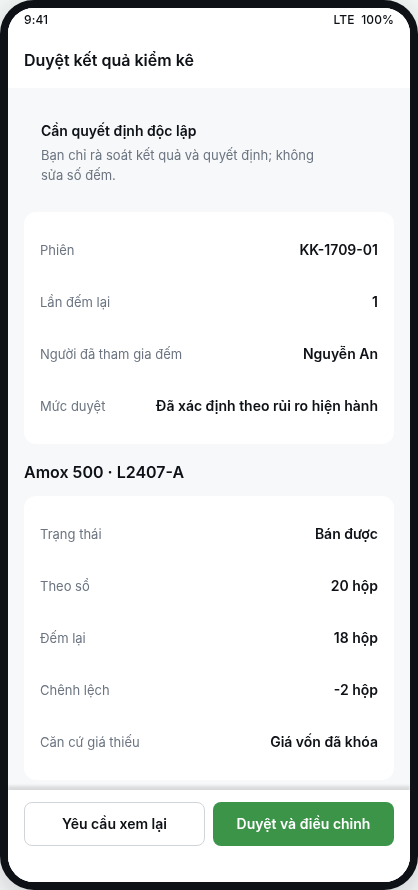 9:41
LTE 100%
Duyệt kết quả kiểm kê
Cần quyết định độc lập
Bạn chỉ rà soát kết quả và quyết định; không
sửa số đếm.
Phiên
KK-1709-01
Lần đếm lại
1
Người đã tham gia đếm
Nguyễn An
Mức duyệt
Đã xác định theo rủi ro hiện hành
Amox 500 · L2407-A
Trạng thái
Bán được
Theo sổ
20 hộp
Đếm lại
18 hộp
Chênh lệch
-2 hộp
Căn cứ giá thiếu
Giá vốn đã khóa
Yêu cầu xem lại
Duyệt và điều chỉnh